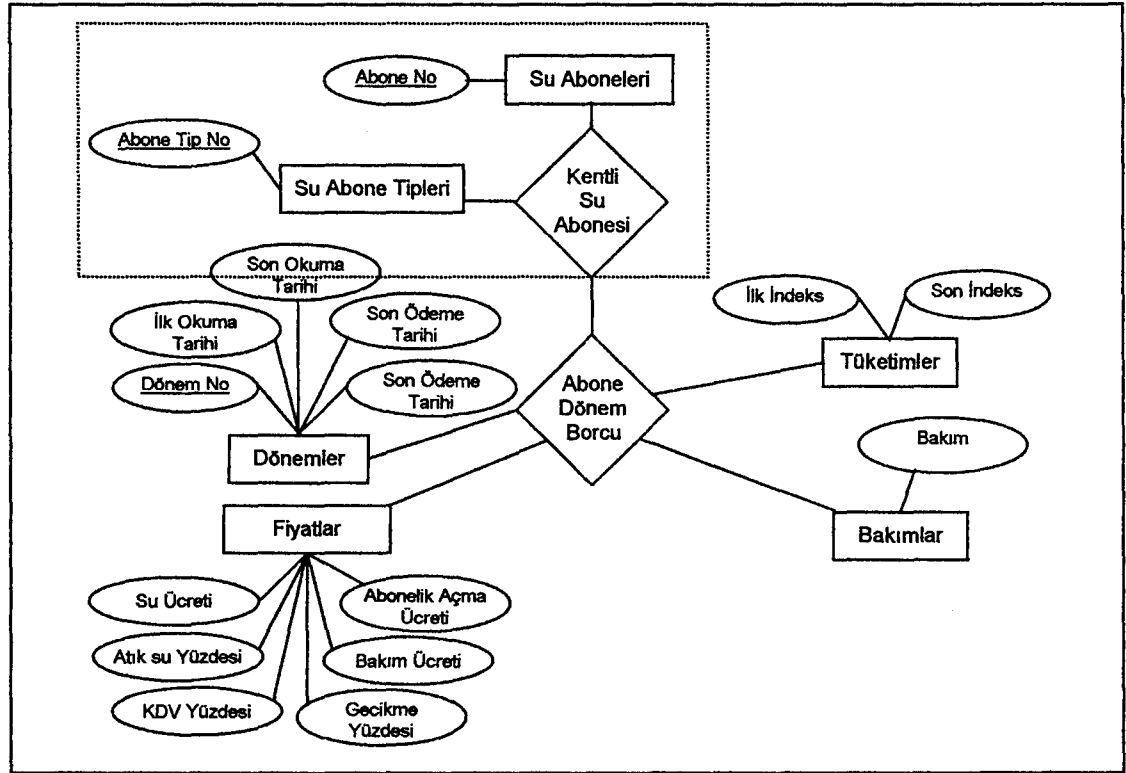 Abone No
Su Aboneleri
Abone Tip No
Su Abone Tipleri
Kentli
Su
Abonesi
Son Okuma
Tarihi
İlk Okuma
Tarihi
Son Ödeme
Tarihi
Dönem No
Son Ödeme
Tarihi
Dönemler
Abone
Dönem
Borcu
İlk İndeks
Son İndeks
Tüketimler
Bakım
Bakımlar
Fiyatlar
Su Ücreti
Abonelik Açma
Ücreti
Atık su Yüzdesi
Bakım Ücreti
KDV Yüzdesi
Gecikme
Yüzdesi